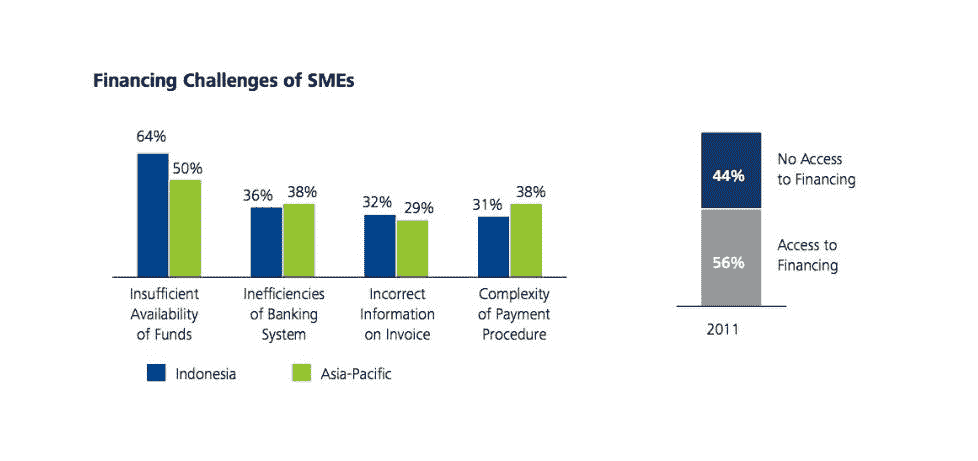 Financing Challenges of SMEs
64%
50%
36%
38%
32%
29%
31%
38%
Insufficient
Availability
of Funds
Inefficiencies
of Banking
System
Incorrect
Information
on Invoice
Complexity
of Payment
Procedure
Indonesia
Asia-Pacific
44%
No Access
to Financing
56%
Access to
Financing
2011